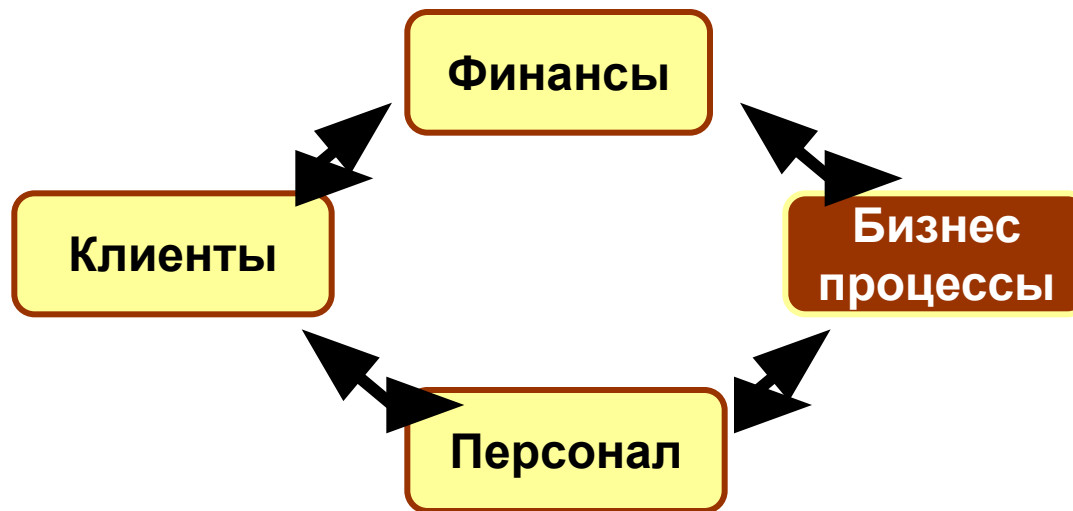 Финансы
Клиенты
Бизнес
процессы
Персонал